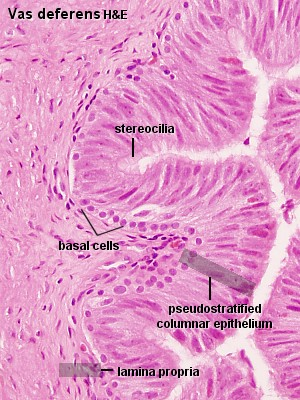 Vas deferens H&E
stereocilia
basal cells
pseudostratified
columnar epithelium
lamina propria